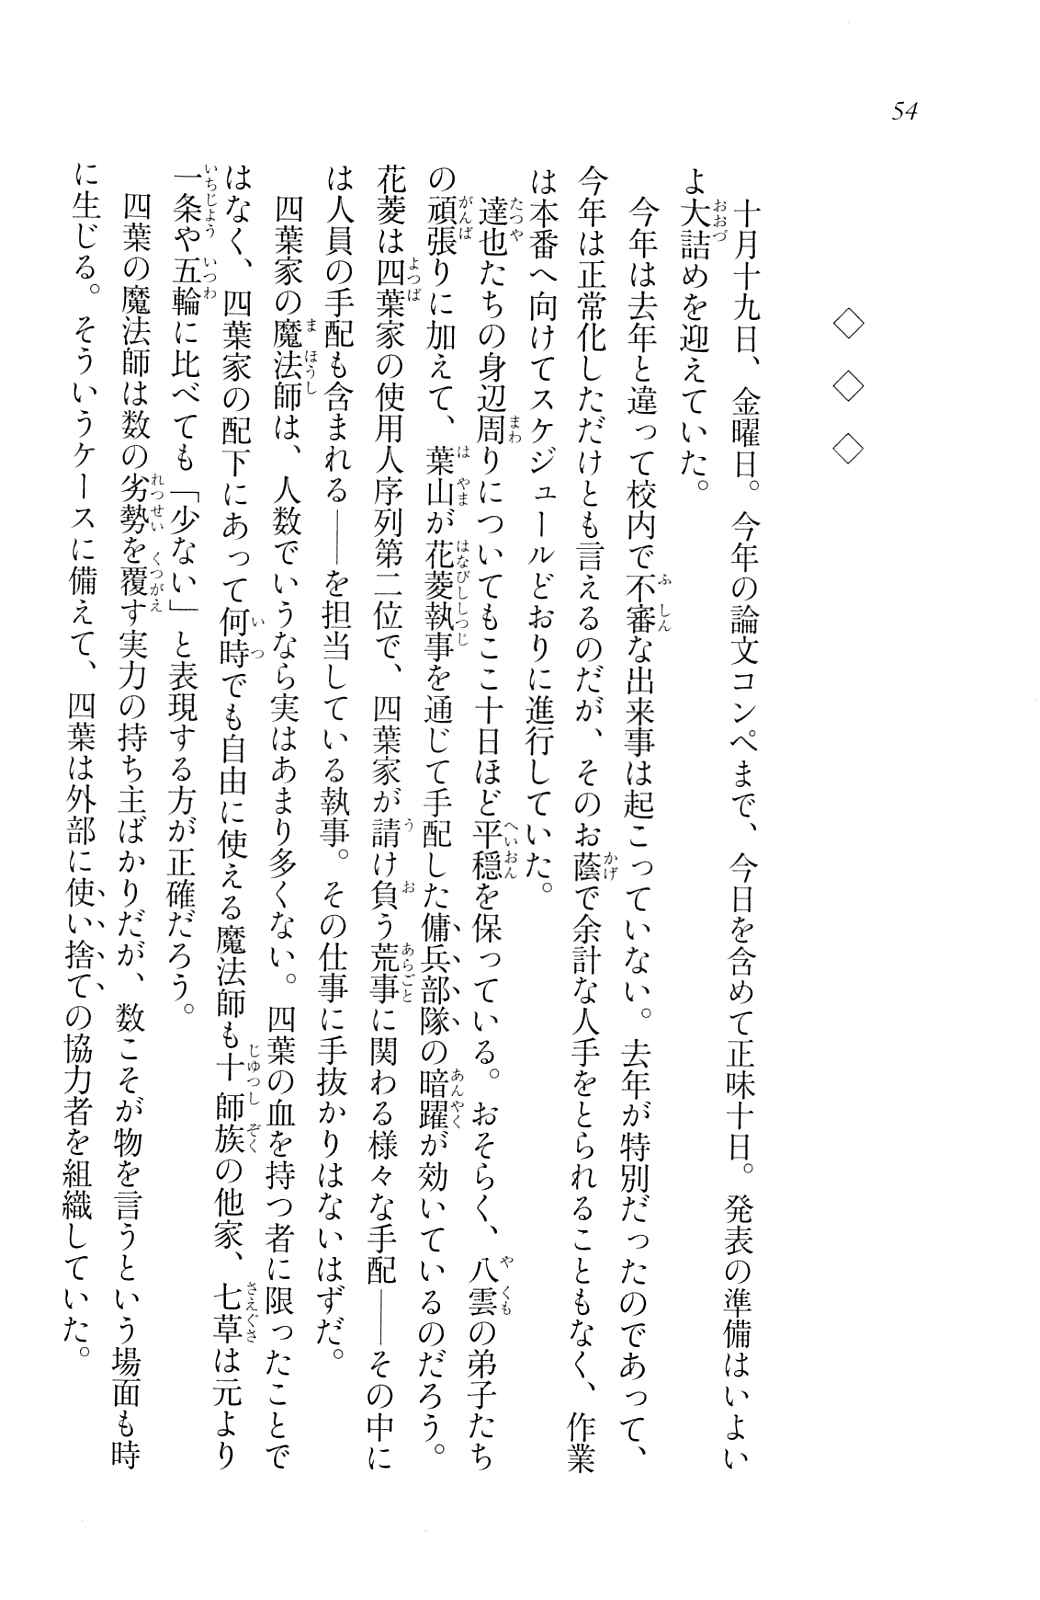 54
◇ ◇ ◇
十月十九日、金曜日。今年の論文コンペまで、今日を含めて正味十日。発表の準備はいよい
よ大詰めを迎えていた。
今年は去年と違って校内で不審な出来事は起こっていない。去年が特別だったのであって、
今年は正常化しただけとも言えるのだが、そのお蔭で余計な人手をとられることもなく、作業
は本番へ向けてスケジュールどおりに進行していた。
達也たちの身辺周りについてもここ十日ほど平穏を保っている。おそらく、八雲の弟子たち
の頑張りに加えて、葉山が花菱執事を通じて手配した傭兵部隊の暗躍が効いているのだろう。
花菱は四葉家の使用人序列第二位で、四葉家が請け負う荒事に関わる様々な手配――その中に
は人員の手配も含まれる――を担当している執事。その仕事に手抜かりはないはずだ。
四葉家の魔法師は、人数でいうなら実はあまり多くない。四葉の血を持つ者に限ったことで
はなく、四葉家の配下にあって何時でも自由に使える魔法師も十師族の他家、七草は元より
一条や五輪に比べても「少ない」と表現する方が正確だろう。
四葉の魔法師は数の劣勢を覆す実力の持ち主ばかりだが、数こそが物を言うという場面も時
に生じる。そういうケースに備えて、四葉は外部に使い捨ての協力者を組織していた。